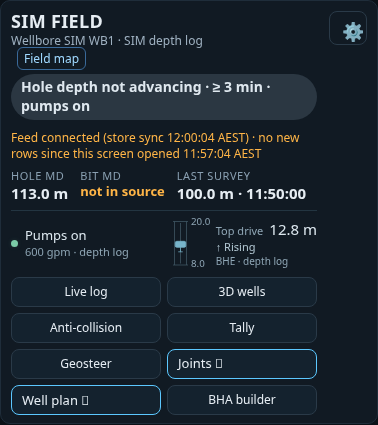 SIM FIELD
Wellbore SIM WB1 · SIM depth log
Field map
Hole depth not advancing · ≥ 3 min ·
pumps on
Feed connected (store sync 12:00:04 AEST) · no new
rows since this screen opened 11:57:04 AEST
HOLE MD BIT MD LAST SURVEY
113.0 m not in source 100.0 m · 11:50:00
Pumps on
600 gpm · depth log
20.0
8.0
Top drive 12.8 m
↑ Rising
BHE · depth log
Live log 3D wells
Anti-collision Tally
Geosteer Joints
Well plan BHA builder